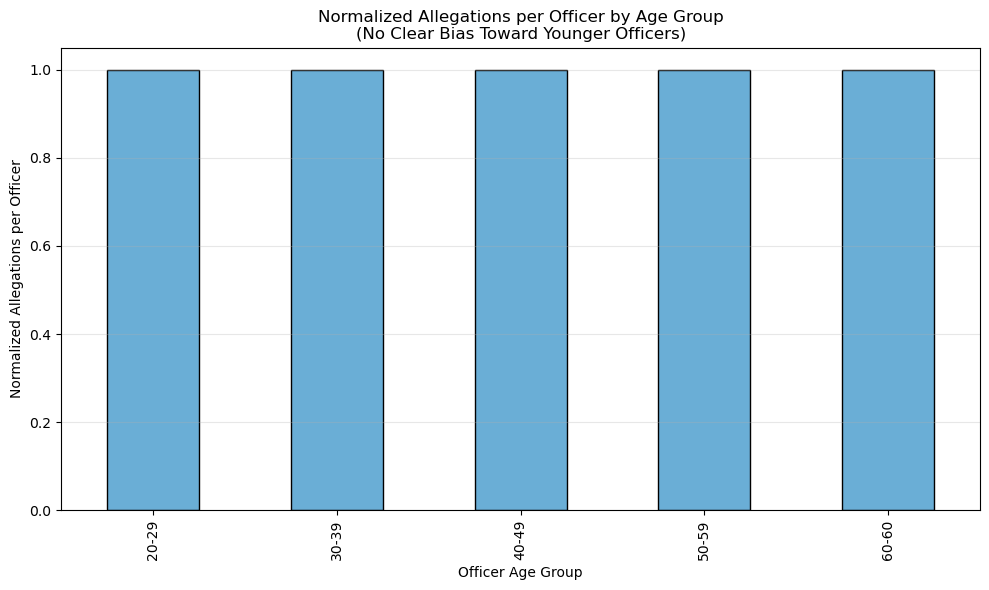 Normalized Allegations per Officer by Age Group
(No Clear Bias Toward Younger Officers)
Normalized Allegations per Officer
1.0
0.8
0.6
0.4
0.2
0.0
20-29
30-39
40-49
50-59
60-60
Officer Age Group